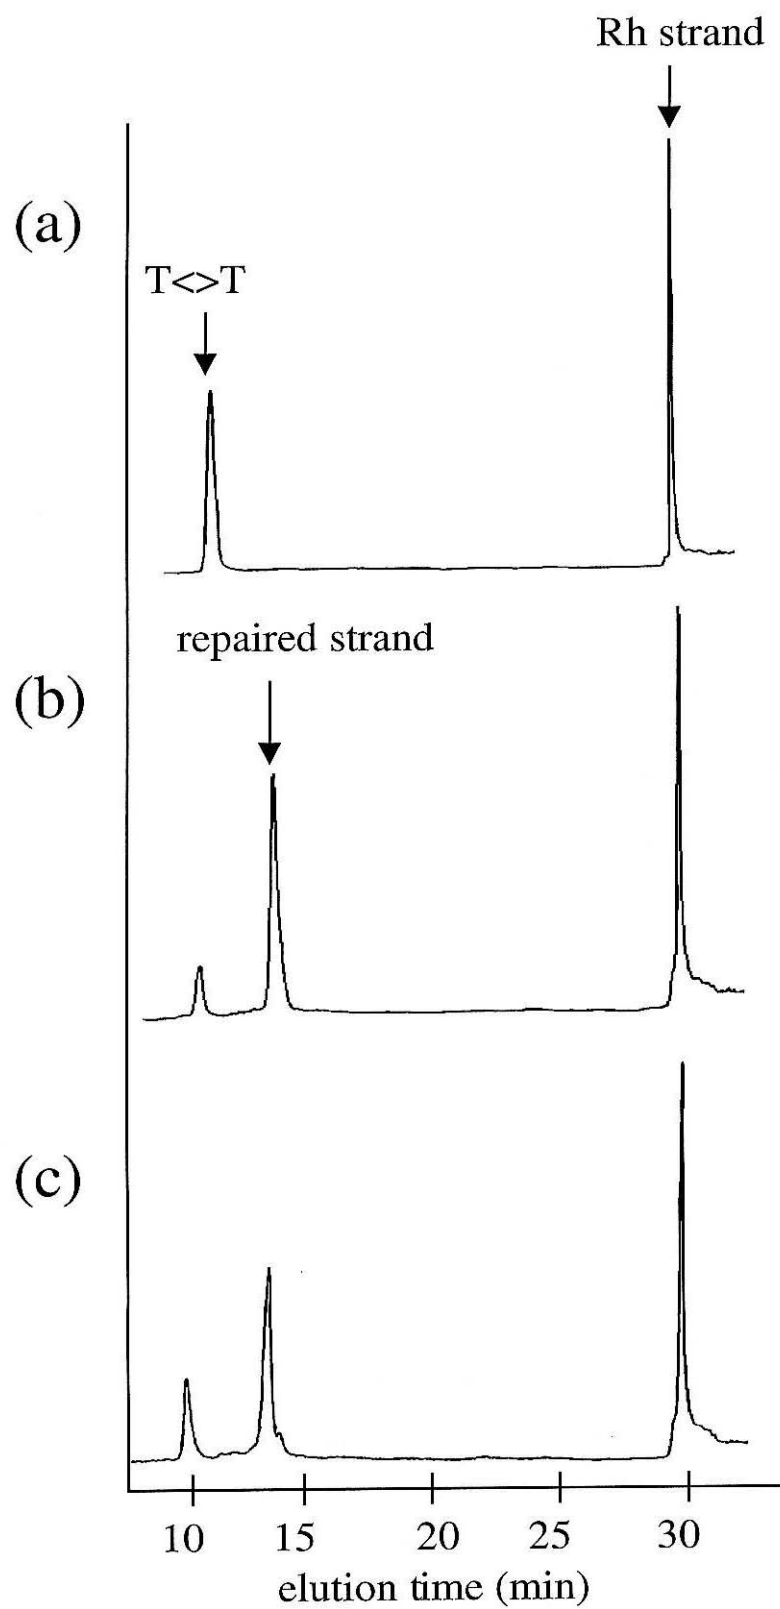 Rh strand
(a)
T<>T
repaired strand
(b)
(c)
10 15 20 25 30
elution time (min)